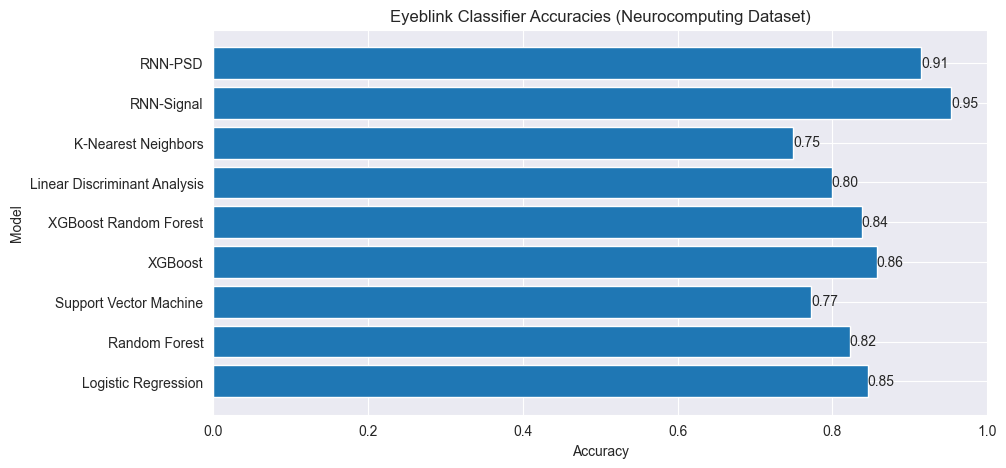 Eyeblink Classifier Accuracies (Neurocomputing Dataset)
Model
RNN-PSD 0.91
RNN-Signal 0.95
K-Nearest Neighbors 0.75
Linear Discriminant Analysis 0.80
XGBoost Random Forest 0.84
XGBoost 0.86
Support Vector Machine 0.77
Random Forest 0.82
Logistic Regression 0.85
0.0 0.2 0.4 0.6 0.8 1.0
Accuracy